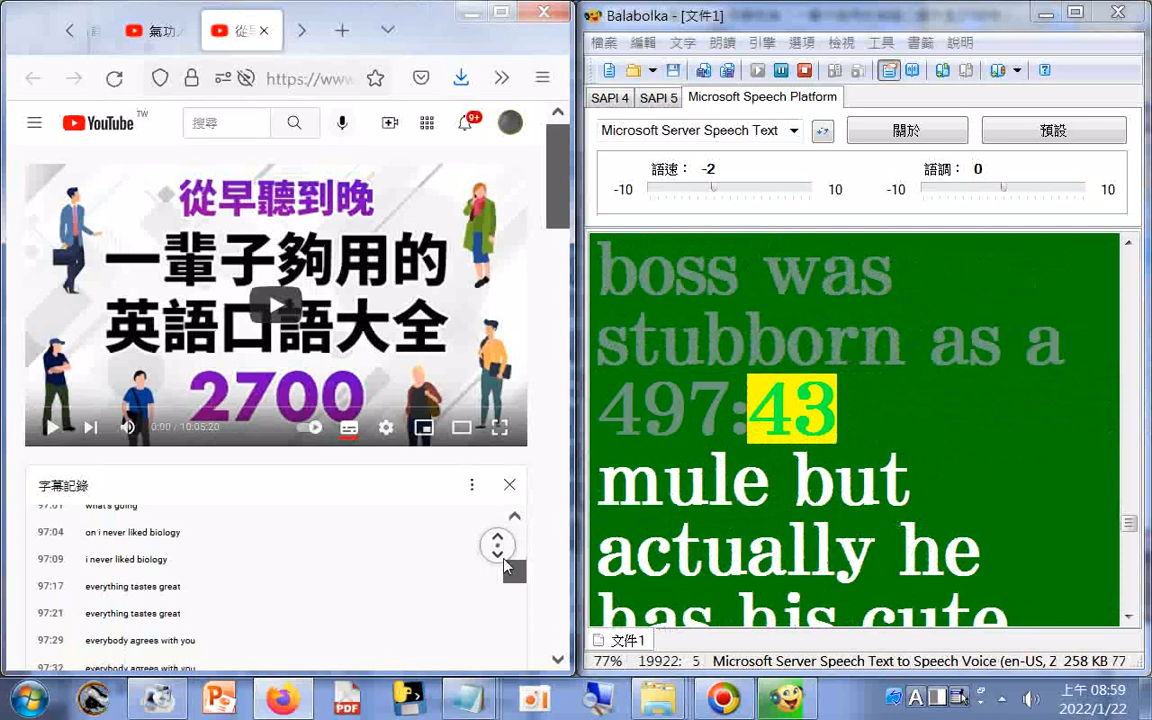 氣功
從
https://www
YouTube TW
搜尋
9+
從早聽到晚
一輩子夠用的
英語口語大全
2700
0:00 / 10:05:20
字幕記錄
97:01 what's going
97:04 on i never liked biology
97:09 i never liked biology
97:17 everything tastes great
97:21 everything tastes great
97:29 everybody agrees with you
97:32 everybody agrees with you
Balabolka - [文件1]
檔案 編輯 文字 朗讀 引擎 選項 檢視 工具 書籤 說明
SAPI 4 SAPI 5 Microsoft Speech Platform
Microsoft Server Speech Text 關於 預設
語速： -2 語調： 0
-10 10 -10 10
boss was
stubborn as a
497:43
mule but
actually he
has his cute
文件1
77% 19922: 5 Microsoft Server Speech Text to Speech Voice (en-US, Z 258 KB 77
PDF
A
上午 08:59
2022/1/22